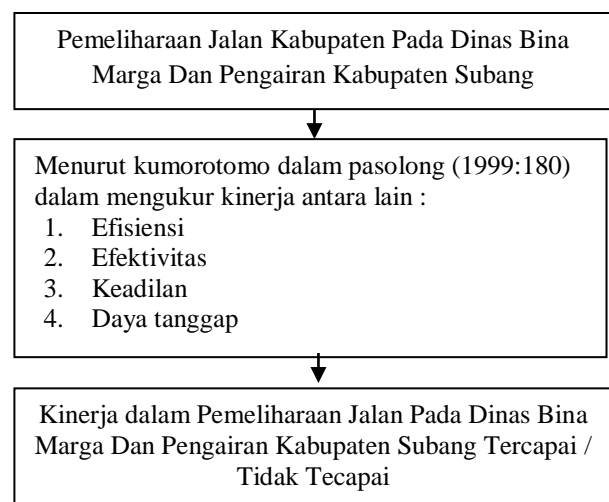 Pemeliharaan Jalan Kabupaten Pada Dinas Bina
Marga Dan Pengairan Kabupaten Subang
Menurut kumorotomo dalam pasolong (1999:180)
dalam mengukur kinerja antara lain :
1. Efisiensi
2. Efektivitas
3. Keadilan
4. Daya tanggap
Kinerja dalam Pemeliharaan Jalan Pada Dinas Bina
Marga Dan Pengairan Kabupaten Subang Tercapai /
Tidak Tecapai